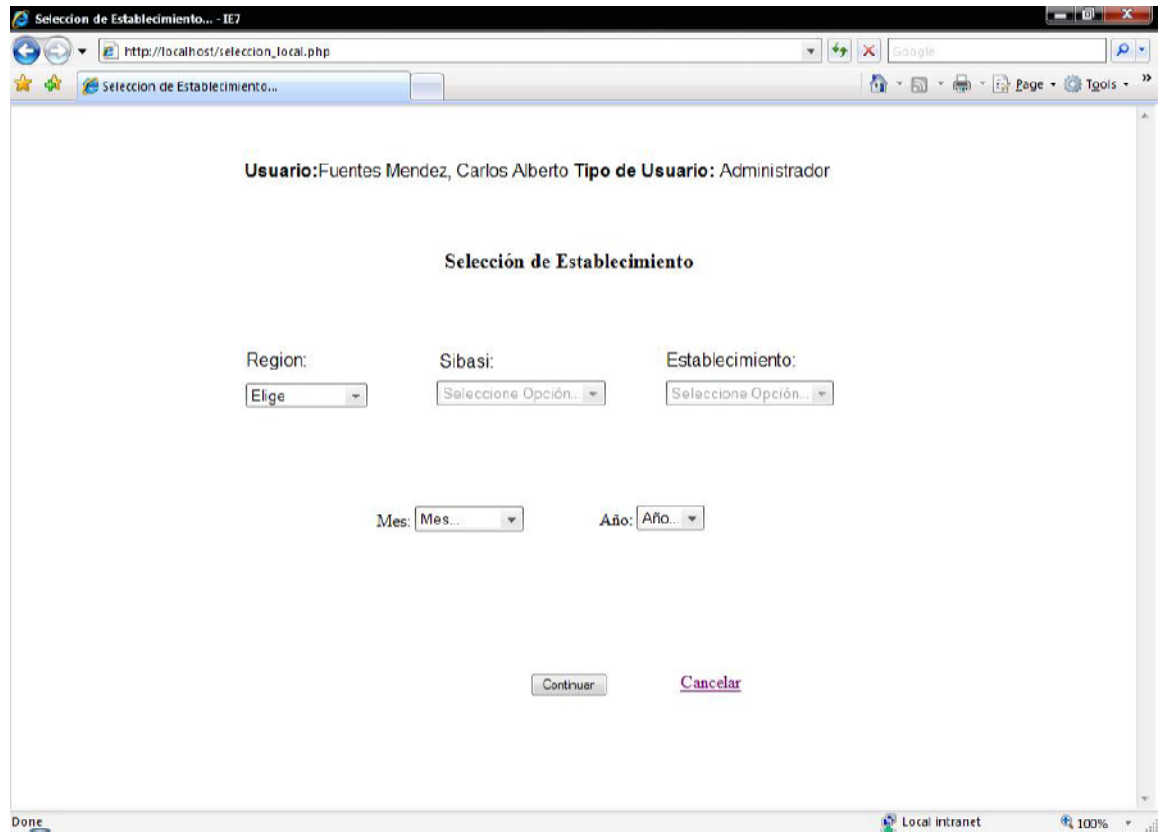 Seleccion de Establecimiento... - IE7
http://localhost/seleccion_local.php
Google
Seleccion de Establecimiento...
Page
Tools
Usuario:Fuentes Mendez, Carlos Alberto Tipo de Usuario: Administrador
Selección de Establecimiento
Region: Sibasi: Establecimiento:
Elige Seleccione Opción... Seleccione Opción...
Mes: Mes... Año: Año...
Continuar Cancelar
Done Local intranet 100%